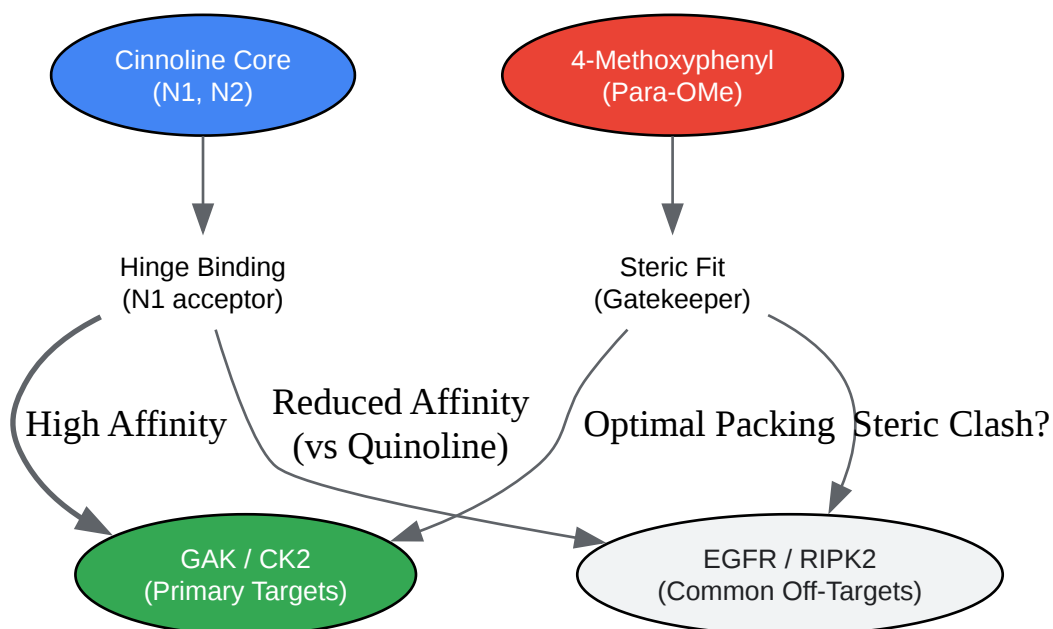 Cinnoline Core
(N1, N2)
4-Methoxyphenyl
(Para-OMe)
Hinge Binding
(N1 acceptor)
Steric Fit
(Gatekeeper)
High Affinity
Reduced Affinity
(vs Quinoline)
Optimal Packing
Steric Clash?
GAK / CK2
(Primary Targets)
EGFR / RIPK2
(Common Off-Targets)